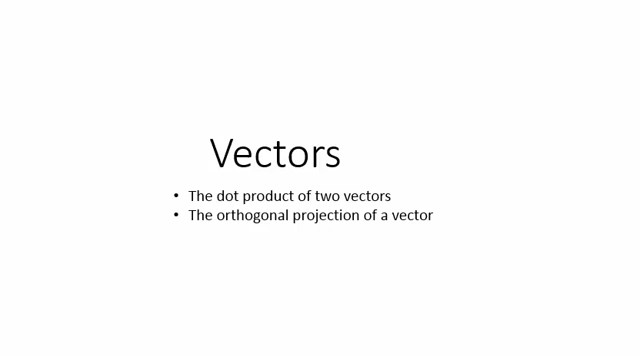 Vectors
• The dot product of two vectors
• The orthogonal projection of a vector